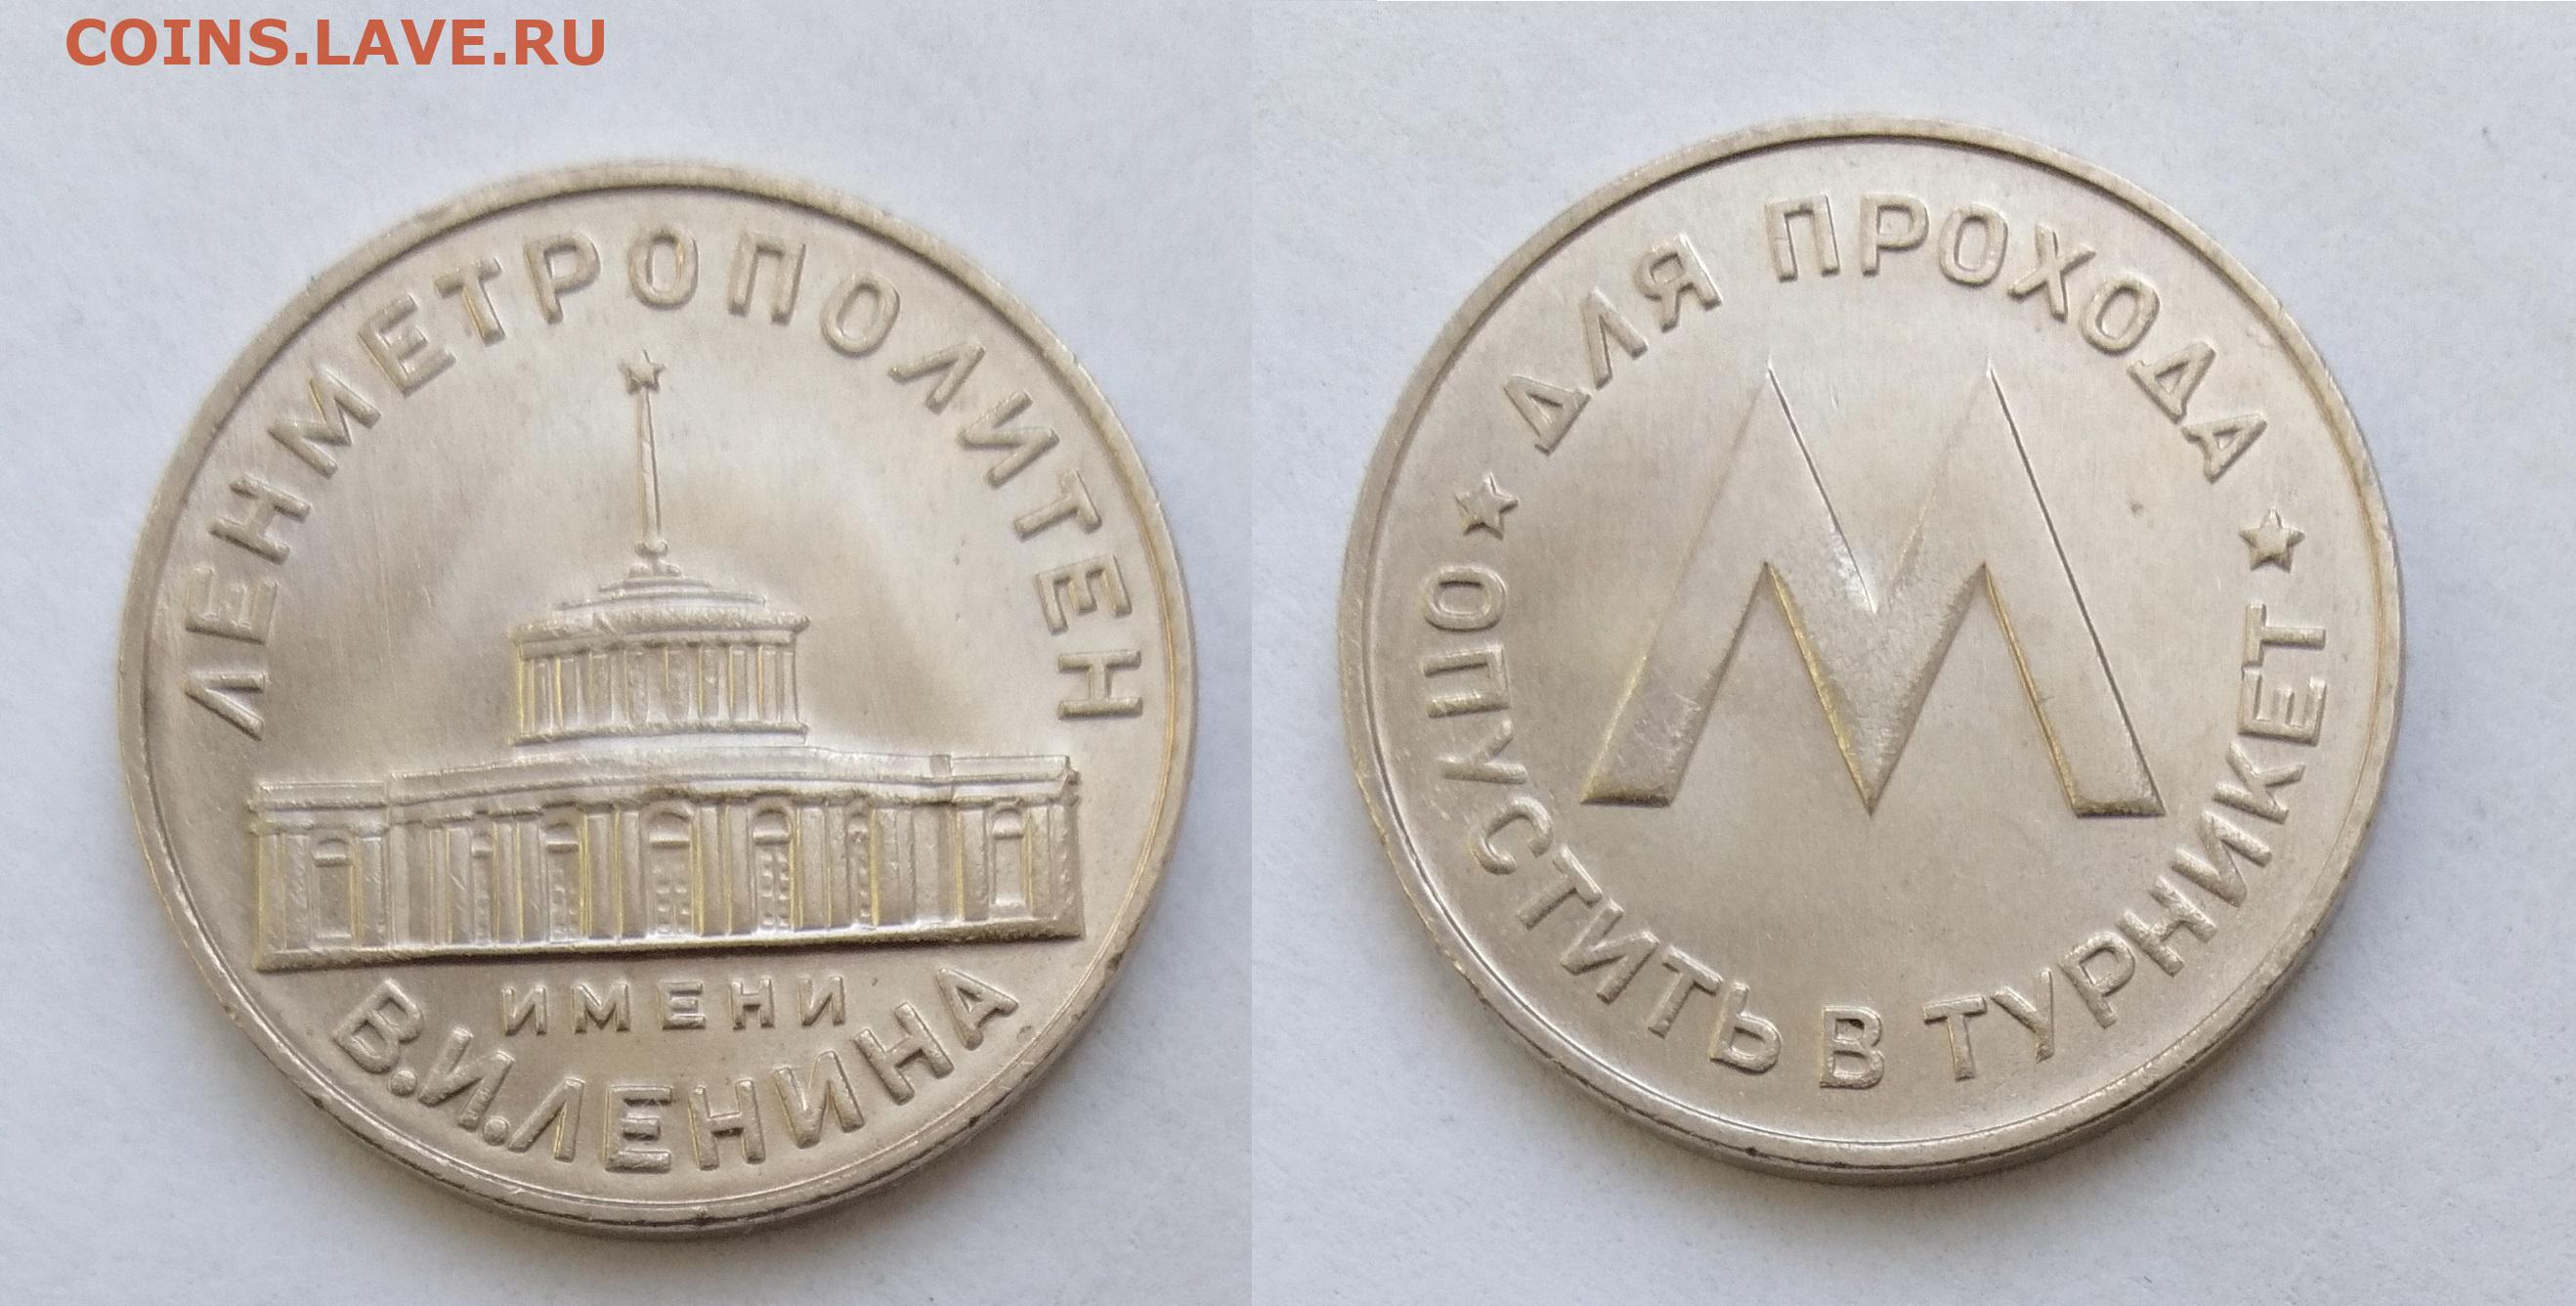 COINS.LAVE.RU
ЛЕНМЕТРОПОЛИТЕН
ИМЕНИ
В.И.ЛЕНИНА
★ ДЛЯ ПРОХОДА ★
М
ОПУСТИТЬ В ТУРНИКЕТ